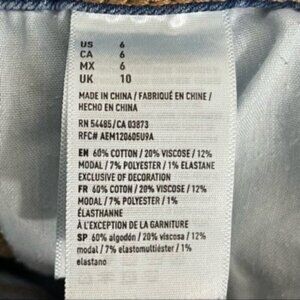 US 6
CA 6
MX 6
UK 10
MADE IN CHINA / FABRIQUÉ EN CHINE /
HECHO EN CHINA
RN 54485/CA 03873
RFC# AEM120605U9A
EN 60% COTTON / 20% VISCOSE / 12%
MODAL / 7% POLYESTER / 1% ELASTANE
EXCLUSIVE OF DECORATION
FR 60% COTON / 20% VISCOSE / 12%
MODAL / 7% POLYESTER / 1%
ÉLASTHANNE
À L'EXCEPTION DE LA GARNITURE
SP 60% algodón / 20% viscosa / 12%
modal / 7% elastomultiéster / 1%
elastano